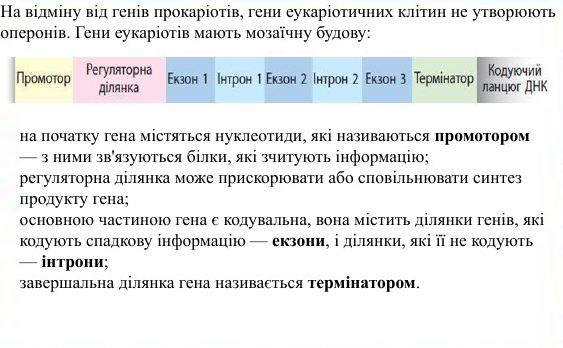 На відміну від генів прокаріотів, гени еукаріотичних клітин не утворюють
оперонів. Гени еукаріотів мають мозаїчну будову:
Промотор
Регуляторна
ділянка
Екзон 1
Інтрон 1
Екзон 2
Інтрон 2
Екзон 3
Термінатор
Кодуючий
ланцюг ДНК
на початку гена містяться нуклеотиди, які називаються промотором
— з ними зв'язуються білки, які зчитують інформацію;
регуляторна ділянка може прискорювати або сповільнювати синтез
продукту гена;
основною частиною гена є кодувальна, вона містить ділянки генів, які
кодують спадкову інформацію — екзони, і ділянки, які її не кодують
— інтрони;
завершальна ділянка гена називається термінатором.